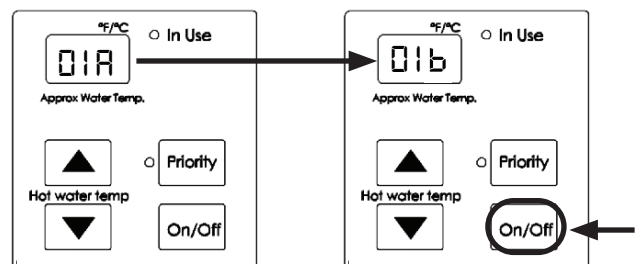 °F/°C
In Use
01A
Approx Water Temp.
Priority
Hot water temp
On/Off
°F/°C
In Use
01b
Approx Water Temp.
Priority
Hot water temp
On/Off